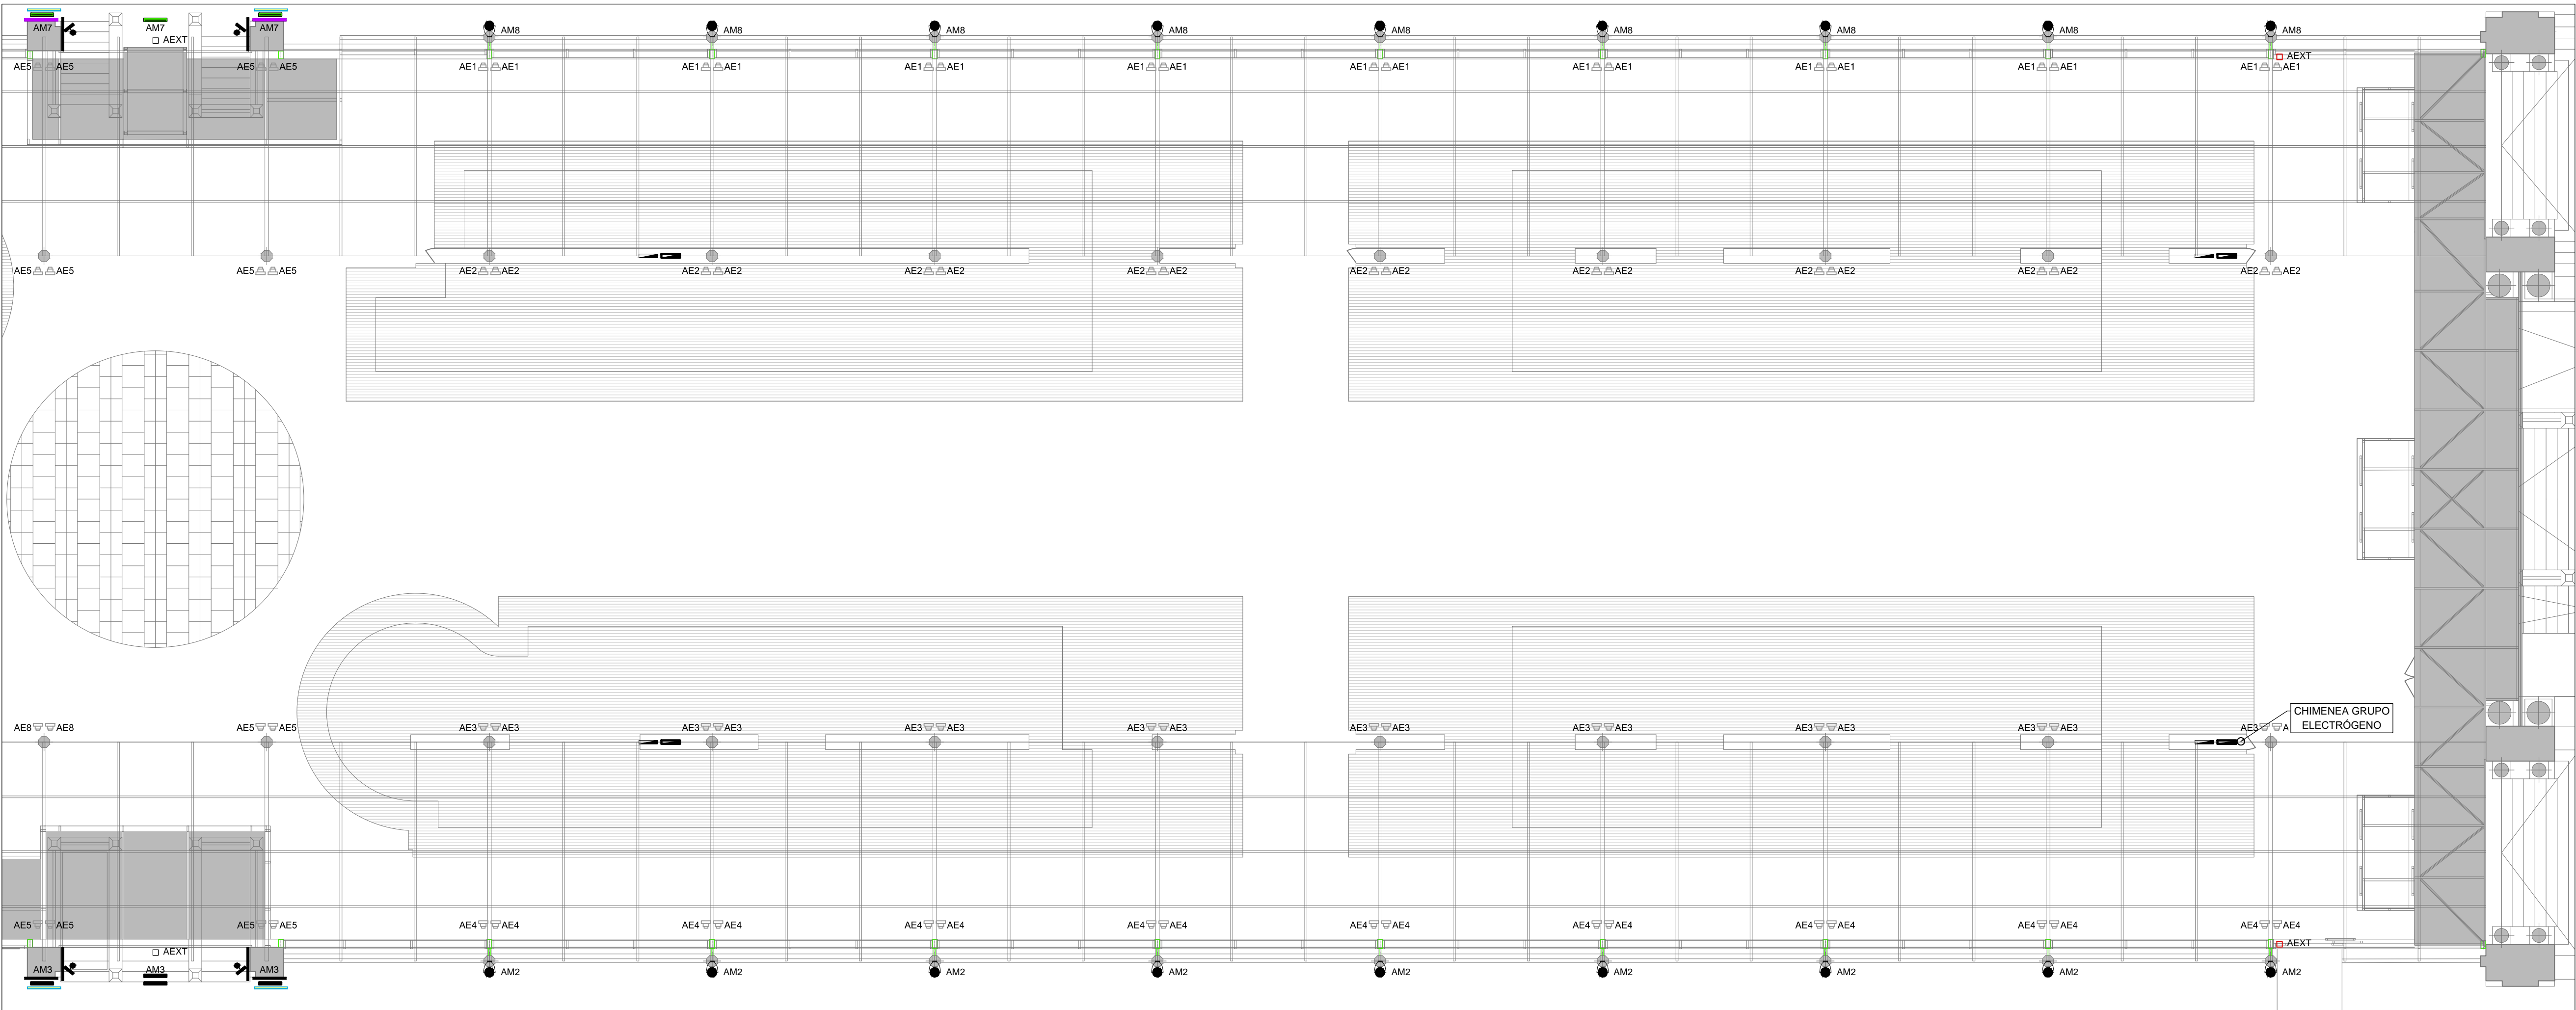 AM7 AM7 AM7 AM8 AM8 AM8 AM8 AM8 AM8 AM8 AM8 AM8
AEXT
AEXT
AE5 AE5 AE5 AE5 AE1 AE1 AE1 AE1 AE1 AE1 AE1 AE1 AE1 AE1 AE1 AE1 AE1 AE1 AE1 AE1 AE1 AE1
AE5 AE5 AE5 AE5 AE2 AE2 AE2 AE2 AE2 AE2 AE2 AE2 AE2 AE2 AE2 AE2 AE2 AE2 AE2 AE2 AE2 AE2
CHIMENEA GRUPO
ELECTRÓGENO
AE8 AE8 AE5 AE5 AE3 AE3 AE3 AE3 AE3 AE3 AE3 AE3 AE3 AE3 AE3 AE3 AE3 AE3 AE3 AE3 AE3 A
AE5 AE5 AE5 AE5 AE4 AE4 AE4 AE4 AE4 AE4 AE4 AE4 AE4 AE4 AE4 AE4 AE4 AE4 AE4 AE4 AE4 AE4
AEXT
AEXT
AM3 AM3 AM3 AM2 AM2 AM2 AM2 AM2 AM2 AM2 AM2 AM2